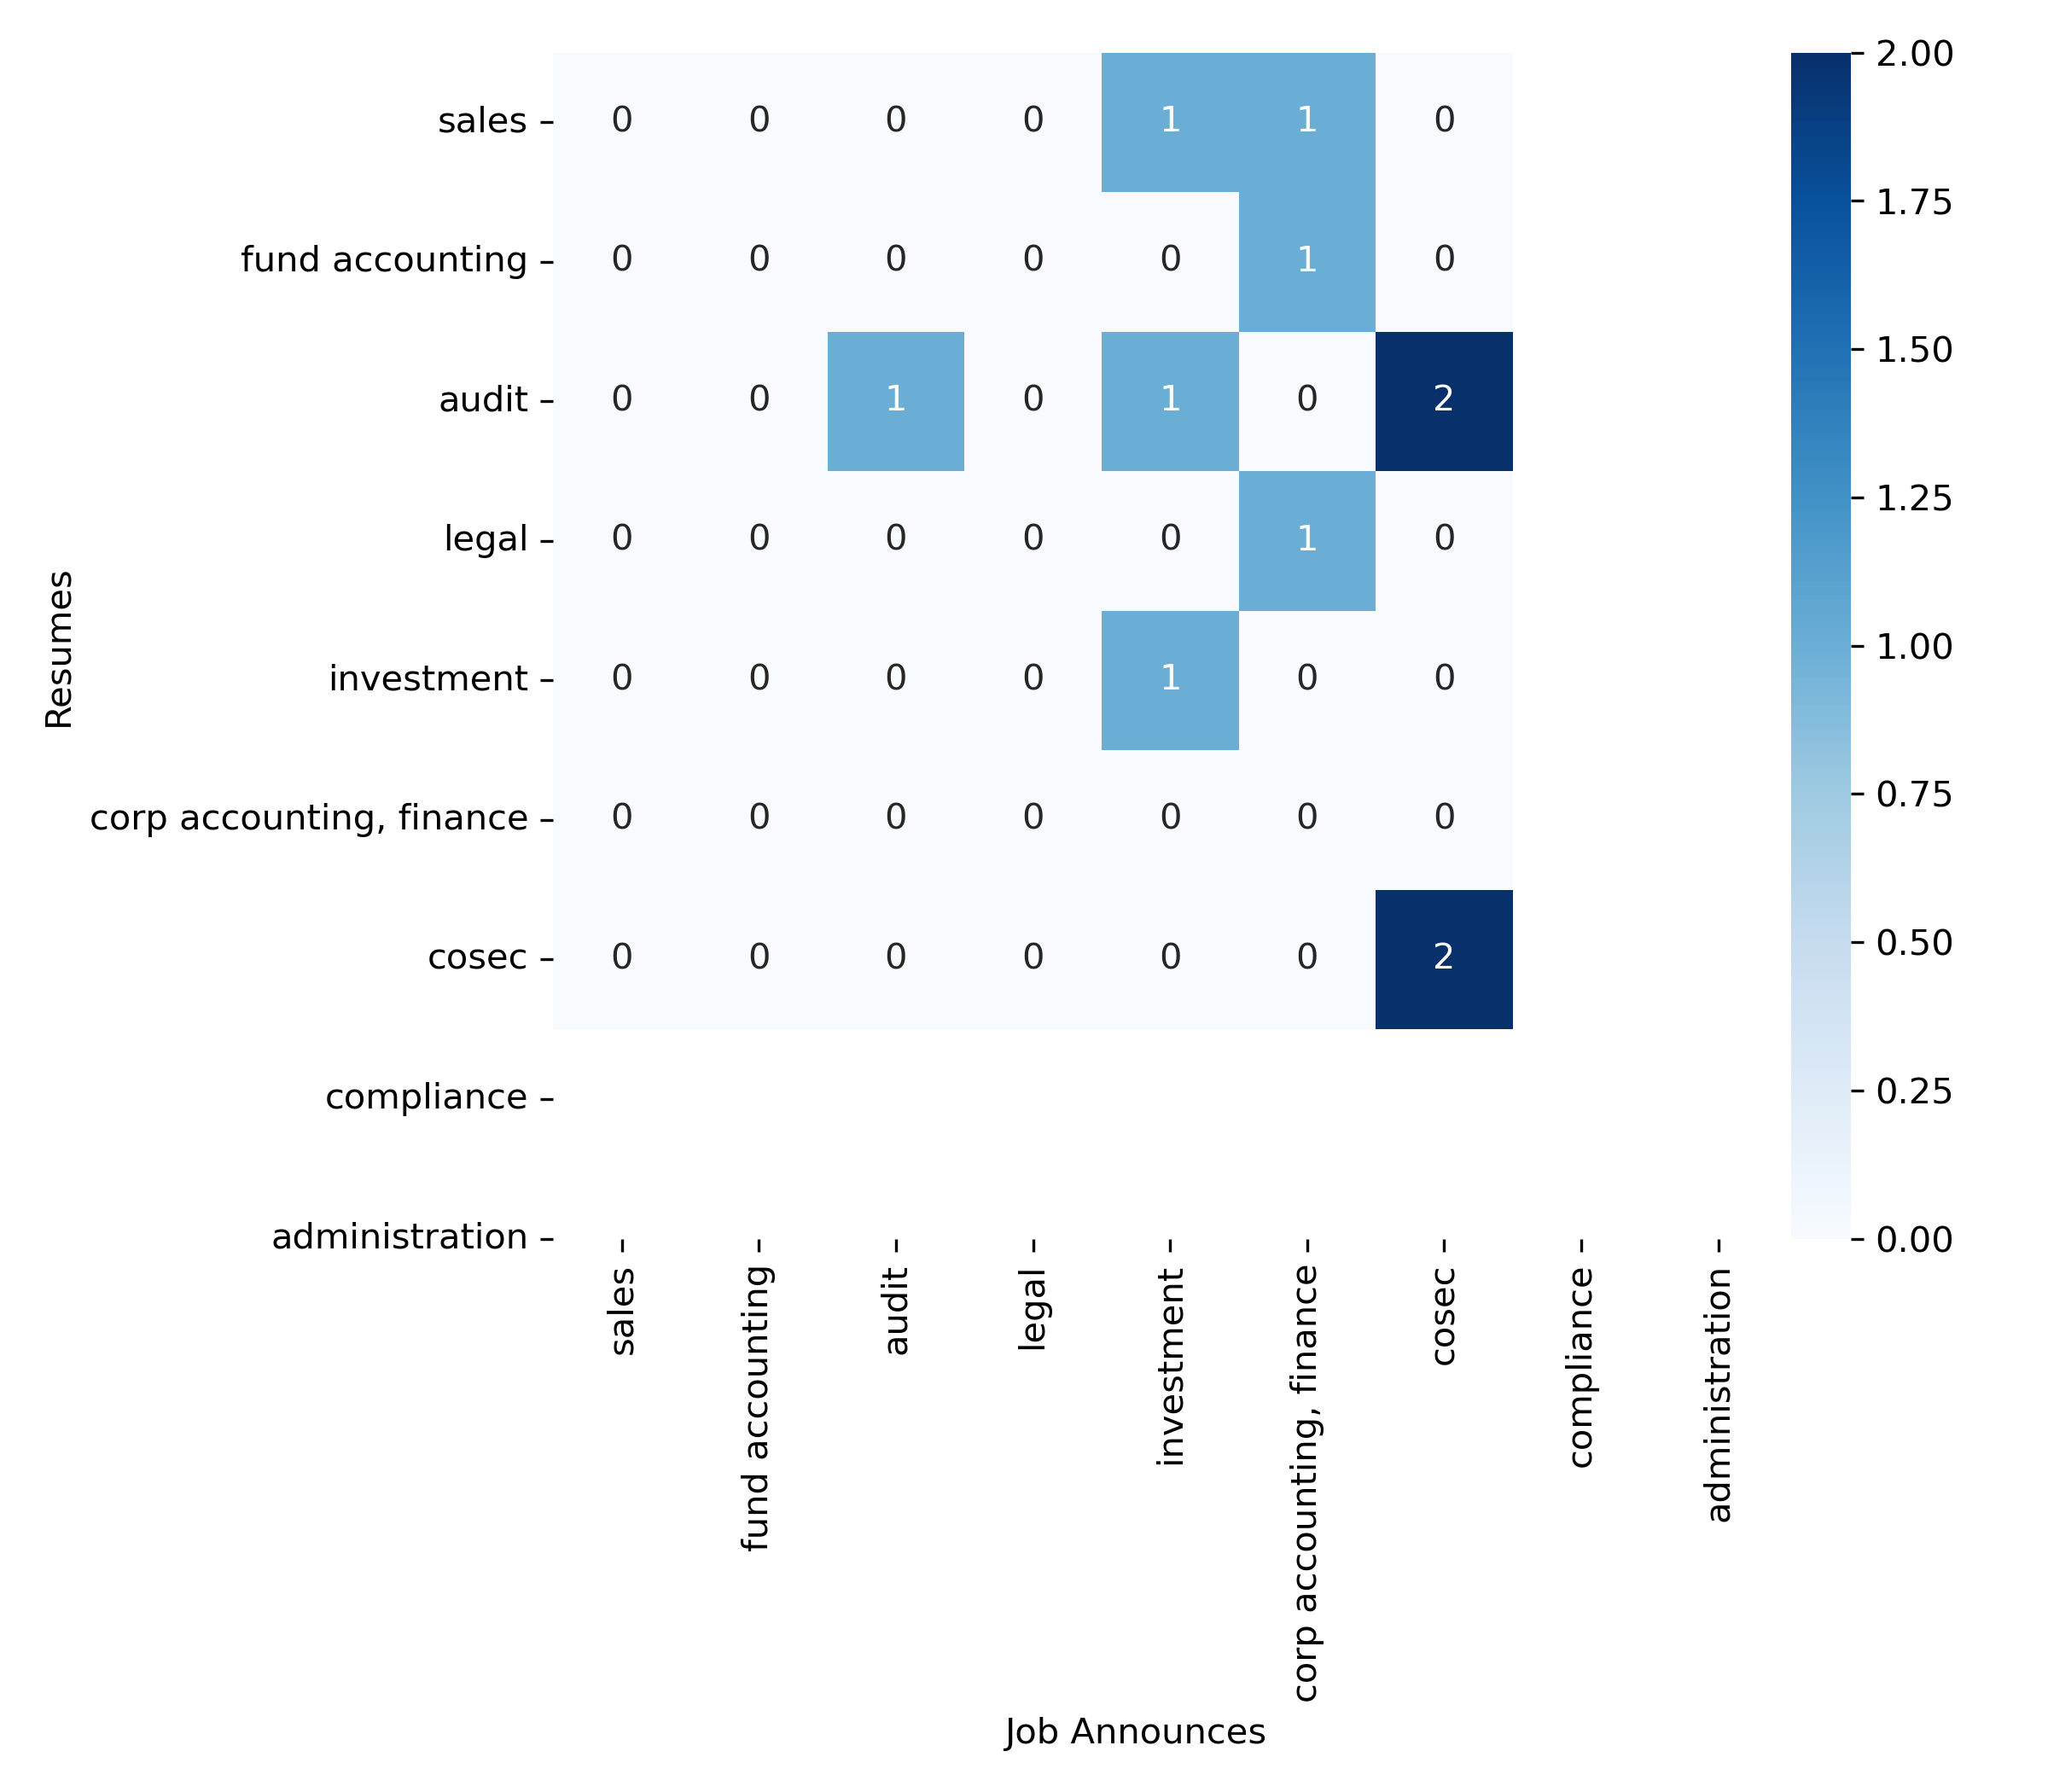 sales 0 0 0 0 1 1 0
fund accounting 0 0 0 0 0 1 0
audit 0 0 1 0 1 0 2
legal 0 0 0 0 0 1 0
investment 0 0 0 0 1 0 0
corp accounting, finance 0 0 0 0 0 0 0
cosec 0 0 0 0 0 0 2
compliance
administration
Resumes
sales
fund accounting
audit
legal
investment
corp accounting, finance
cosec
compliance
administration
Job Announces
2.00
1.75
1.50
1.25
1.00
0.75
0.50
0.25
0.00